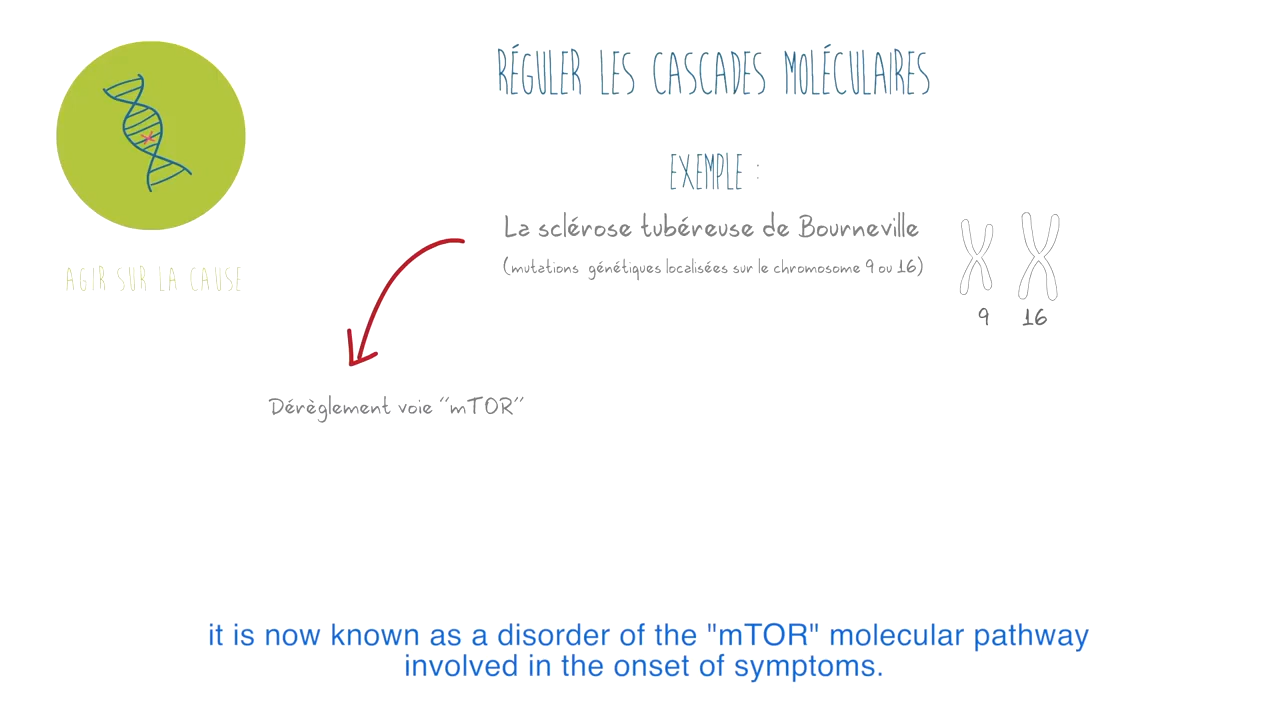 RÉGULER LES CASCADES MOLÉCULAIRES
EXEMPLE :
La sclérose tubéreuse de Bourneville
(mutations génétiques localisées sur le chromosome 9 ou 16)
9 16
AGIR SUR LA CAUSE
Dérèglement voie “mTOR”
it is now known as a disorder of the "mTOR" molecular pathway
involved in the onset of symptoms.